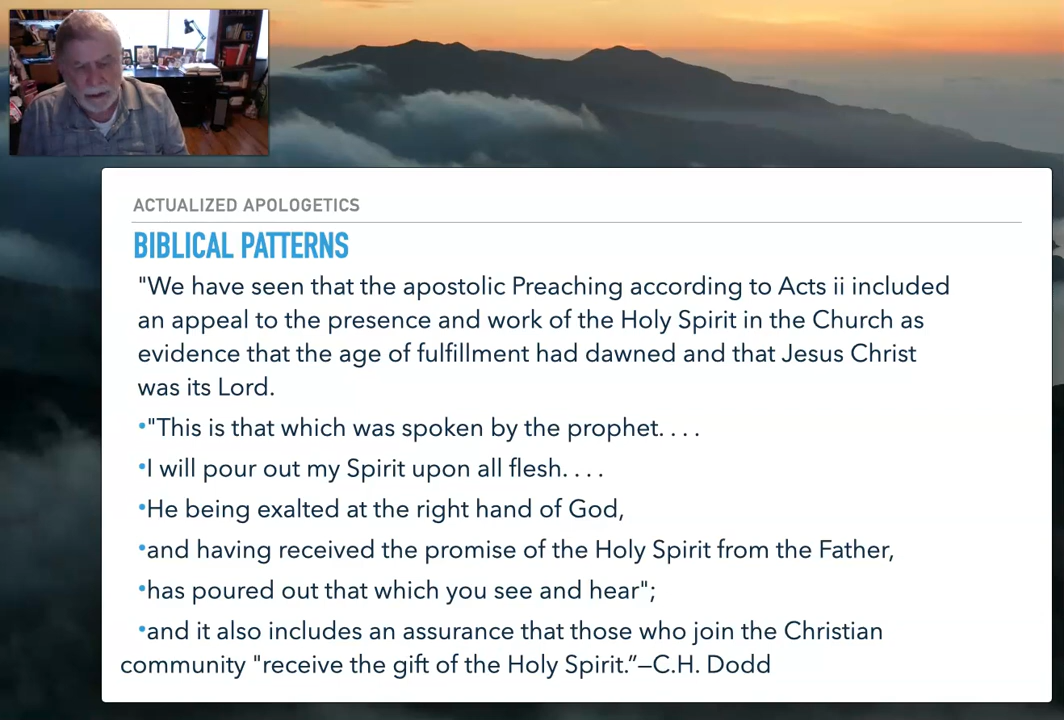 ACTUALIZED APOLOGETICS
BIBLICAL PATTERNS
"We have seen that the apostolic Preaching according to Acts ii included
an appeal to the presence and work of the Holy Spirit in the Church as
evidence that the age of fulfillment had dawned and that Jesus Christ
was its Lord.
•"This is that which was spoken by the prophet. . . .
•I will pour out my Spirit upon all flesh. . . .
•He being exalted at the right hand of God,
•and having received the promise of the Holy Spirit from the Father,
•has poured out that which you see and hear";
•and it also includes an assurance that those who join the Christian
community "receive the gift of the Holy Spirit.”—C.H. Dodd